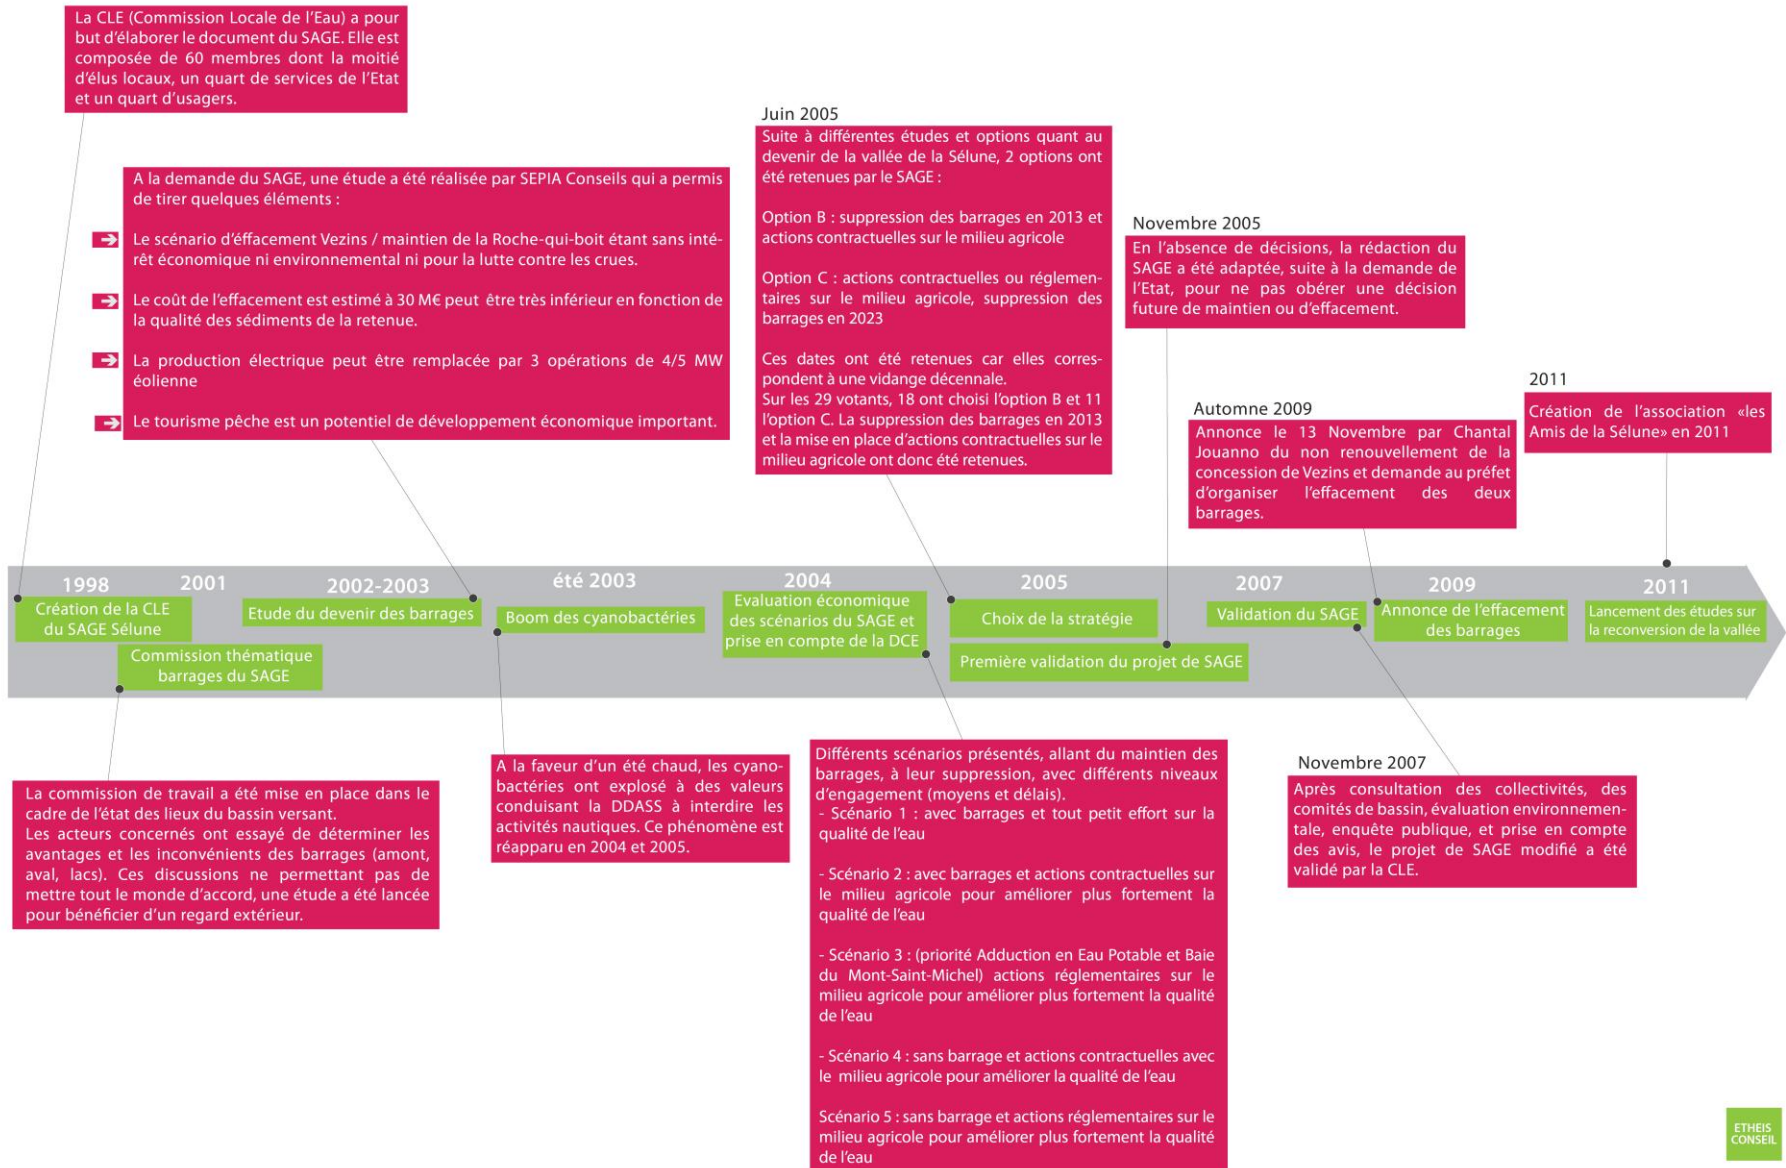 La CLE (Commission Locale de l'Eau) a pour
but d'élaborer le document du SAGE. Elle est
composée de 60 membres dont la moitié
d'élus locaux, un quart de services de l'Etat
et un quart d'usagers.
A la demande du SAGE, une étude a été réalisée par SEPIA Conseils qui a permis
de tirer quelques éléments :
Le scénario d'éffacement Vezins / maintien de la Roche-qui-boit étant sans inté-
rêt économique ni environnemental ni pour la lutte contre les crues.
Le coût de l'effacement est estimé à 30 M€ peut être très inférieur en fonction de
la qualité des sédiments de la retenue.
La production électrique peut être remplacée par 3 opérations de 4/5 MW
éolienne
Le tourisme pêche est un potentiel de développement économique important.
Juin 2005
Suite à différentes études et options quant au
devenir de la vallée de la Sélune, 2 options ont
été retenues par le SAGE :
Option B : suppression des barrages en 2013 et
actions contractuelles sur le milieu agricole
Option C : actions contractuelles ou réglemen-
taires sur le milieu agricole, suppression des
barrages en 2023
Ces dates ont été retenues car elles corres-
pondent à une vidange décennale.
Sur les 29 votants, 18 ont choisi l'option B et 11
l'option C. La suppression des barrages en 2013
et la mise en place d'actions contractuelles sur le
milieu agricole ont donc été retenues.
Novembre 2005
En l'absence de décisions, la rédaction du
SAGE a été adaptée, suite à la demande de
l'Etat, pour ne pas obérer une décision
future de maintien ou d'effacement.
Automne 2009
Annonce le 13 Novembre par Chantal
Jouanno du non renouvellement de la
concession de Vezins et demande au préfet
d'organiser l'effacement des deux
barrages.
2011
Création de l'association «les
Amis de la Sélune» en 2011
1998
2001
2002-2003
été 2003
2004
2005
2007
2009
2011
Création de la CLE
du SAGE Sélune
Commission thématique
barrages du SAGE
Etude du devenir des barrages
Boom des cyanobactéries
Evaluation économique
des scénarios du SAGE et
prise en compte de la DCE
Choix de la stratégie
Première validation du projet de SAGE
Validation du SAGE
Annonce de l'effacement
des barrages
Lancement des études sur
la reconversion de la vallée
La commission de travail a été mise en place dans le
cadre de l'état des lieux du bassin versant.
Les acteurs concernés ont essayé de déterminer les
avantages et les inconvénients des barrages (amont,
aval, lacs). Ces discussions ne permettant pas de
mettre tout le monde d'accord, une étude a été lancée
pour bénéficier d'un regard extérieur.
A la faveur d'un été chaud, les cyano-
bactéries ont explosé à des valeurs
conduisant la DDASS à interdire les
activités nautiques. Ce phénomène est
réapparu en 2004 et 2005.
Différents scénarios présentés, allant du maintien des
barrages, à leur suppression, avec différents niveaux
d'engagement (moyens et délais).
- Scénario 1 : avec barrages et tout petit effort sur la
qualité de l'eau
- Scénario 2 : avec barrages et actions contractuelles sur
le milieu agricole pour améliorer plus fortement la
qualité de l'eau
- Scénario 3 : (priorité Adduction en Eau Potable et Baie
du Mont-Saint-Michel) actions réglementaires sur le
milieu agricole pour améliorer plus fortement la qualité
de l'eau
- Scénario 4 : sans barrage et actions contractuelles avec
le milieu agricole pour améliorer la qualité de l'eau
Scénario 5 : sans barrage et actions réglementaires sur le
milieu agricole pour améliorer plus fortement la qualité
de l'eau
Novembre 2007
Après consultation des collectivités, des
comités de bassin, évaluation environnemen-
tale, enquête publique, et prise en compte
des avis, le projet de SAGE modifié a été
validé par la CLE.
ETHEIS
CONSEIL